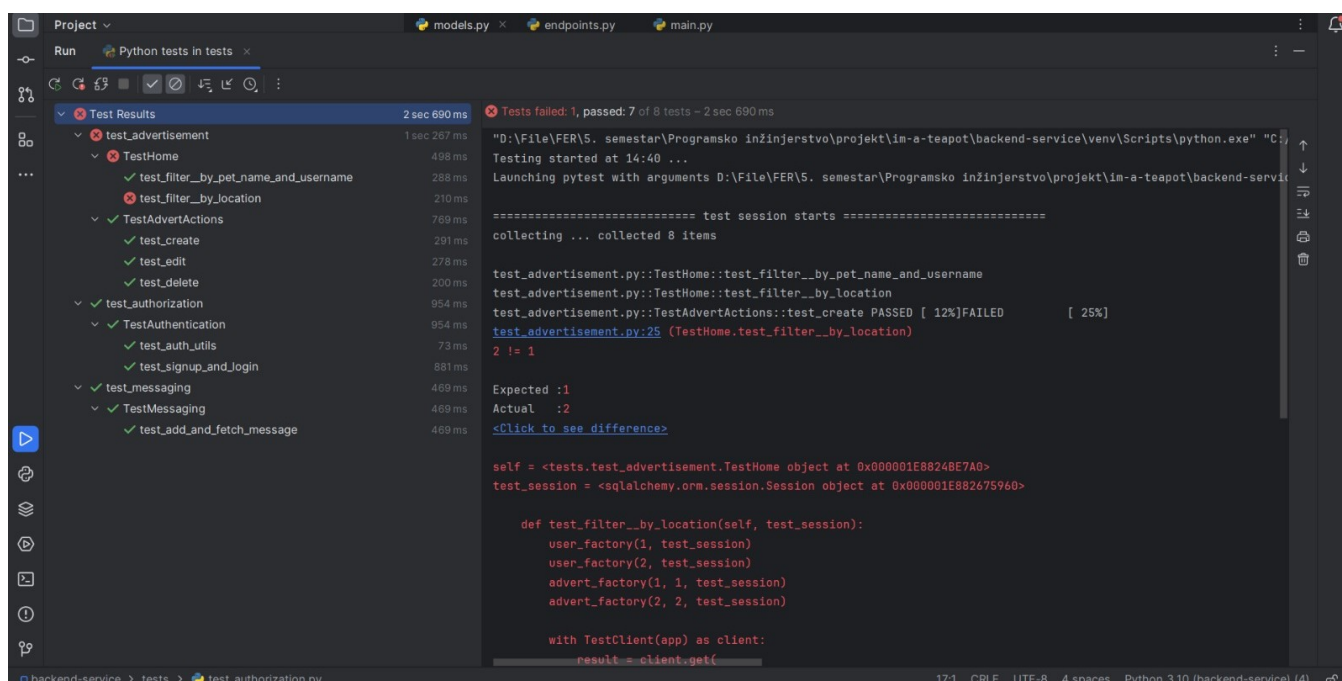 Project
models.py
endpoints.py
main.py
Run
Python tests in tests
Test Results 2 sec 690 ms
test_advertisement 1 sec 267 ms
TestHome 498 ms
test_filter__by_pet_name_and_username 288 ms
test_filter__by_location 210 ms
TestAdvertActions 769 ms
test_create 291 ms
test_edit 278 ms
test_delete 200 ms
test_authorization 954 ms
TestAuthentication 954 ms
test_auth_utils 73 ms
test_signup_and_login 881 ms
test_messaging 469 ms
TestMessaging 469 ms
test_add_and_fetch_message 469 ms
Tests failed: 1, passed: 7 of 8 tests – 2 sec 690 ms
"D:\File\FER\5. semestar\Programsko inžinjerstvo\projekt\im-a-teapot\backend-service\venv\Scripts\python.exe" "C:/
Testing started at 14:40 ...
Launching pytest with arguments D:\File\FER\5. semestar\Programsko inžinjerstvo\projekt\im-a-teapot\backend-servic
============================= test session starts =============================
collecting ... collected 8 items
test_advertisement.py::TestHome::test_filter__by_pet_name_and_username
test_advertisement.py::TestHome::test_filter__by_location
test_advertisement.py::TestAdvertActions::test_create PASSED [ 12%]FAILED [ 25%]
test_advertisement.py:25 (TestHome.test_filter__by_location)
2 != 1
Expected :1
Actual :2
<Click to see difference>
self = <tests.test_advertisement.TestHome object at 0x000001E8824BE7A0>
test_session = <sqlalchemy.orm.session.Session object at 0x000001E882675960>
def test_filter__by_location(self, test_session):
user_factory(1, test_session)
user_factory(2, test_session)
advert_factory(1, 1, test_session)
advert_factory(2, 2, test_session)
with TestClient(app) as client:
result = client.get(
backend-service > tests > test_authorization.py
17:1 CRLF UTF-8 4 spaces Python 3.10 (backend-service) (4)